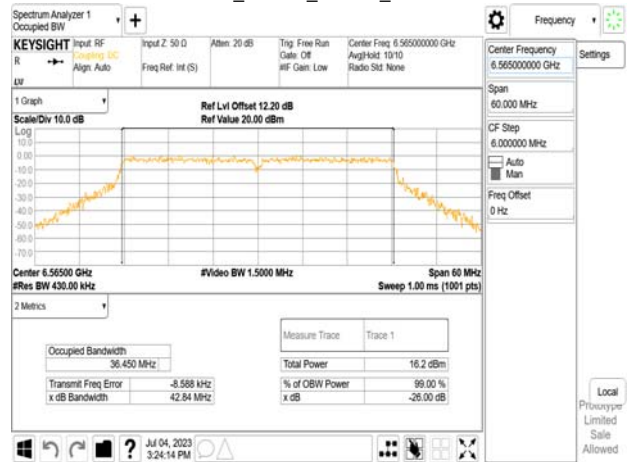 Spectrum Analyzer 1
Occupied BW
Frequency
KEYSIGHT
R
Input: RF
Coupling: DC
Align: Auto
Input Z: 50 Ω
Freq Ref: Int (S)
Atten: 20 dB
Trig: Free Run
Gate: Off
#IF Gain: Low
Center Freq: 6.565000000 GHz
Avg|Hold: 10/10
Radio Std: None
Center Frequency
6.565000000 GHz
Settings
Span
60.000 MHz
CF Step
6.000000 MHz
Auto
Man
Freq Offset
0 Hz
1 Graph
Scale/Div 10.0 dB
Ref Lvl Offset 12.20 dB
Ref Value 20.00 dBm
Log
10.0
0.00
-10.0
-20.0
-30.0
-40.0
-50.0
-60.0
-70.0
Center 6.56500 GHz
#Res BW 430.00 kHz
#Video BW 1.5000 MHz
Span 60 MHz
Sweep 1.00 ms (1001 pts)
2 Metrics
Measure Trace
Trace 1
Occupied Bandwidth
36.450 MHz
Total Power
16.2 dBm
Transmit Freq Error
-8.588 kHz
% of OBW Power
99.00 %
x dB Bandwidth
42.84 MHz
x dB
-26.00 dB
Local
Prototype
Limited
Sale
Allowed
?
Jul 04, 2023
3:24:14 PM